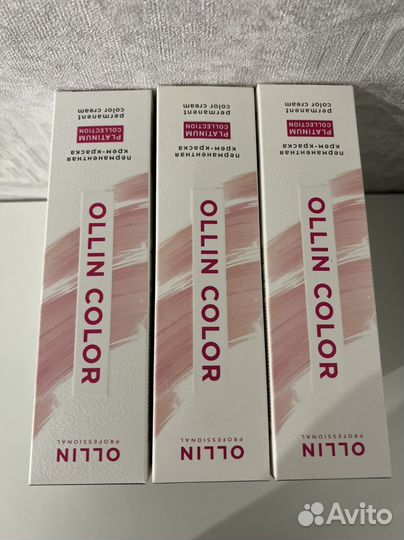 перманентная
крем-краска
PLATINUM
COLLECTION
permanent
color cream
OLLIN COLOR
OLLIN
PROFESSIONAL
перманентная
крем-краска
PLATINUM
COLLECTION
permanent
color cream
OLLIN COLOR
OLLIN
PROFESSIONAL
перманентная
крем-краска
PLATINUM
COLLECTION
permanent
color cream
OLLIN COLOR
OLLIN
PROFESSIONAL
Avito